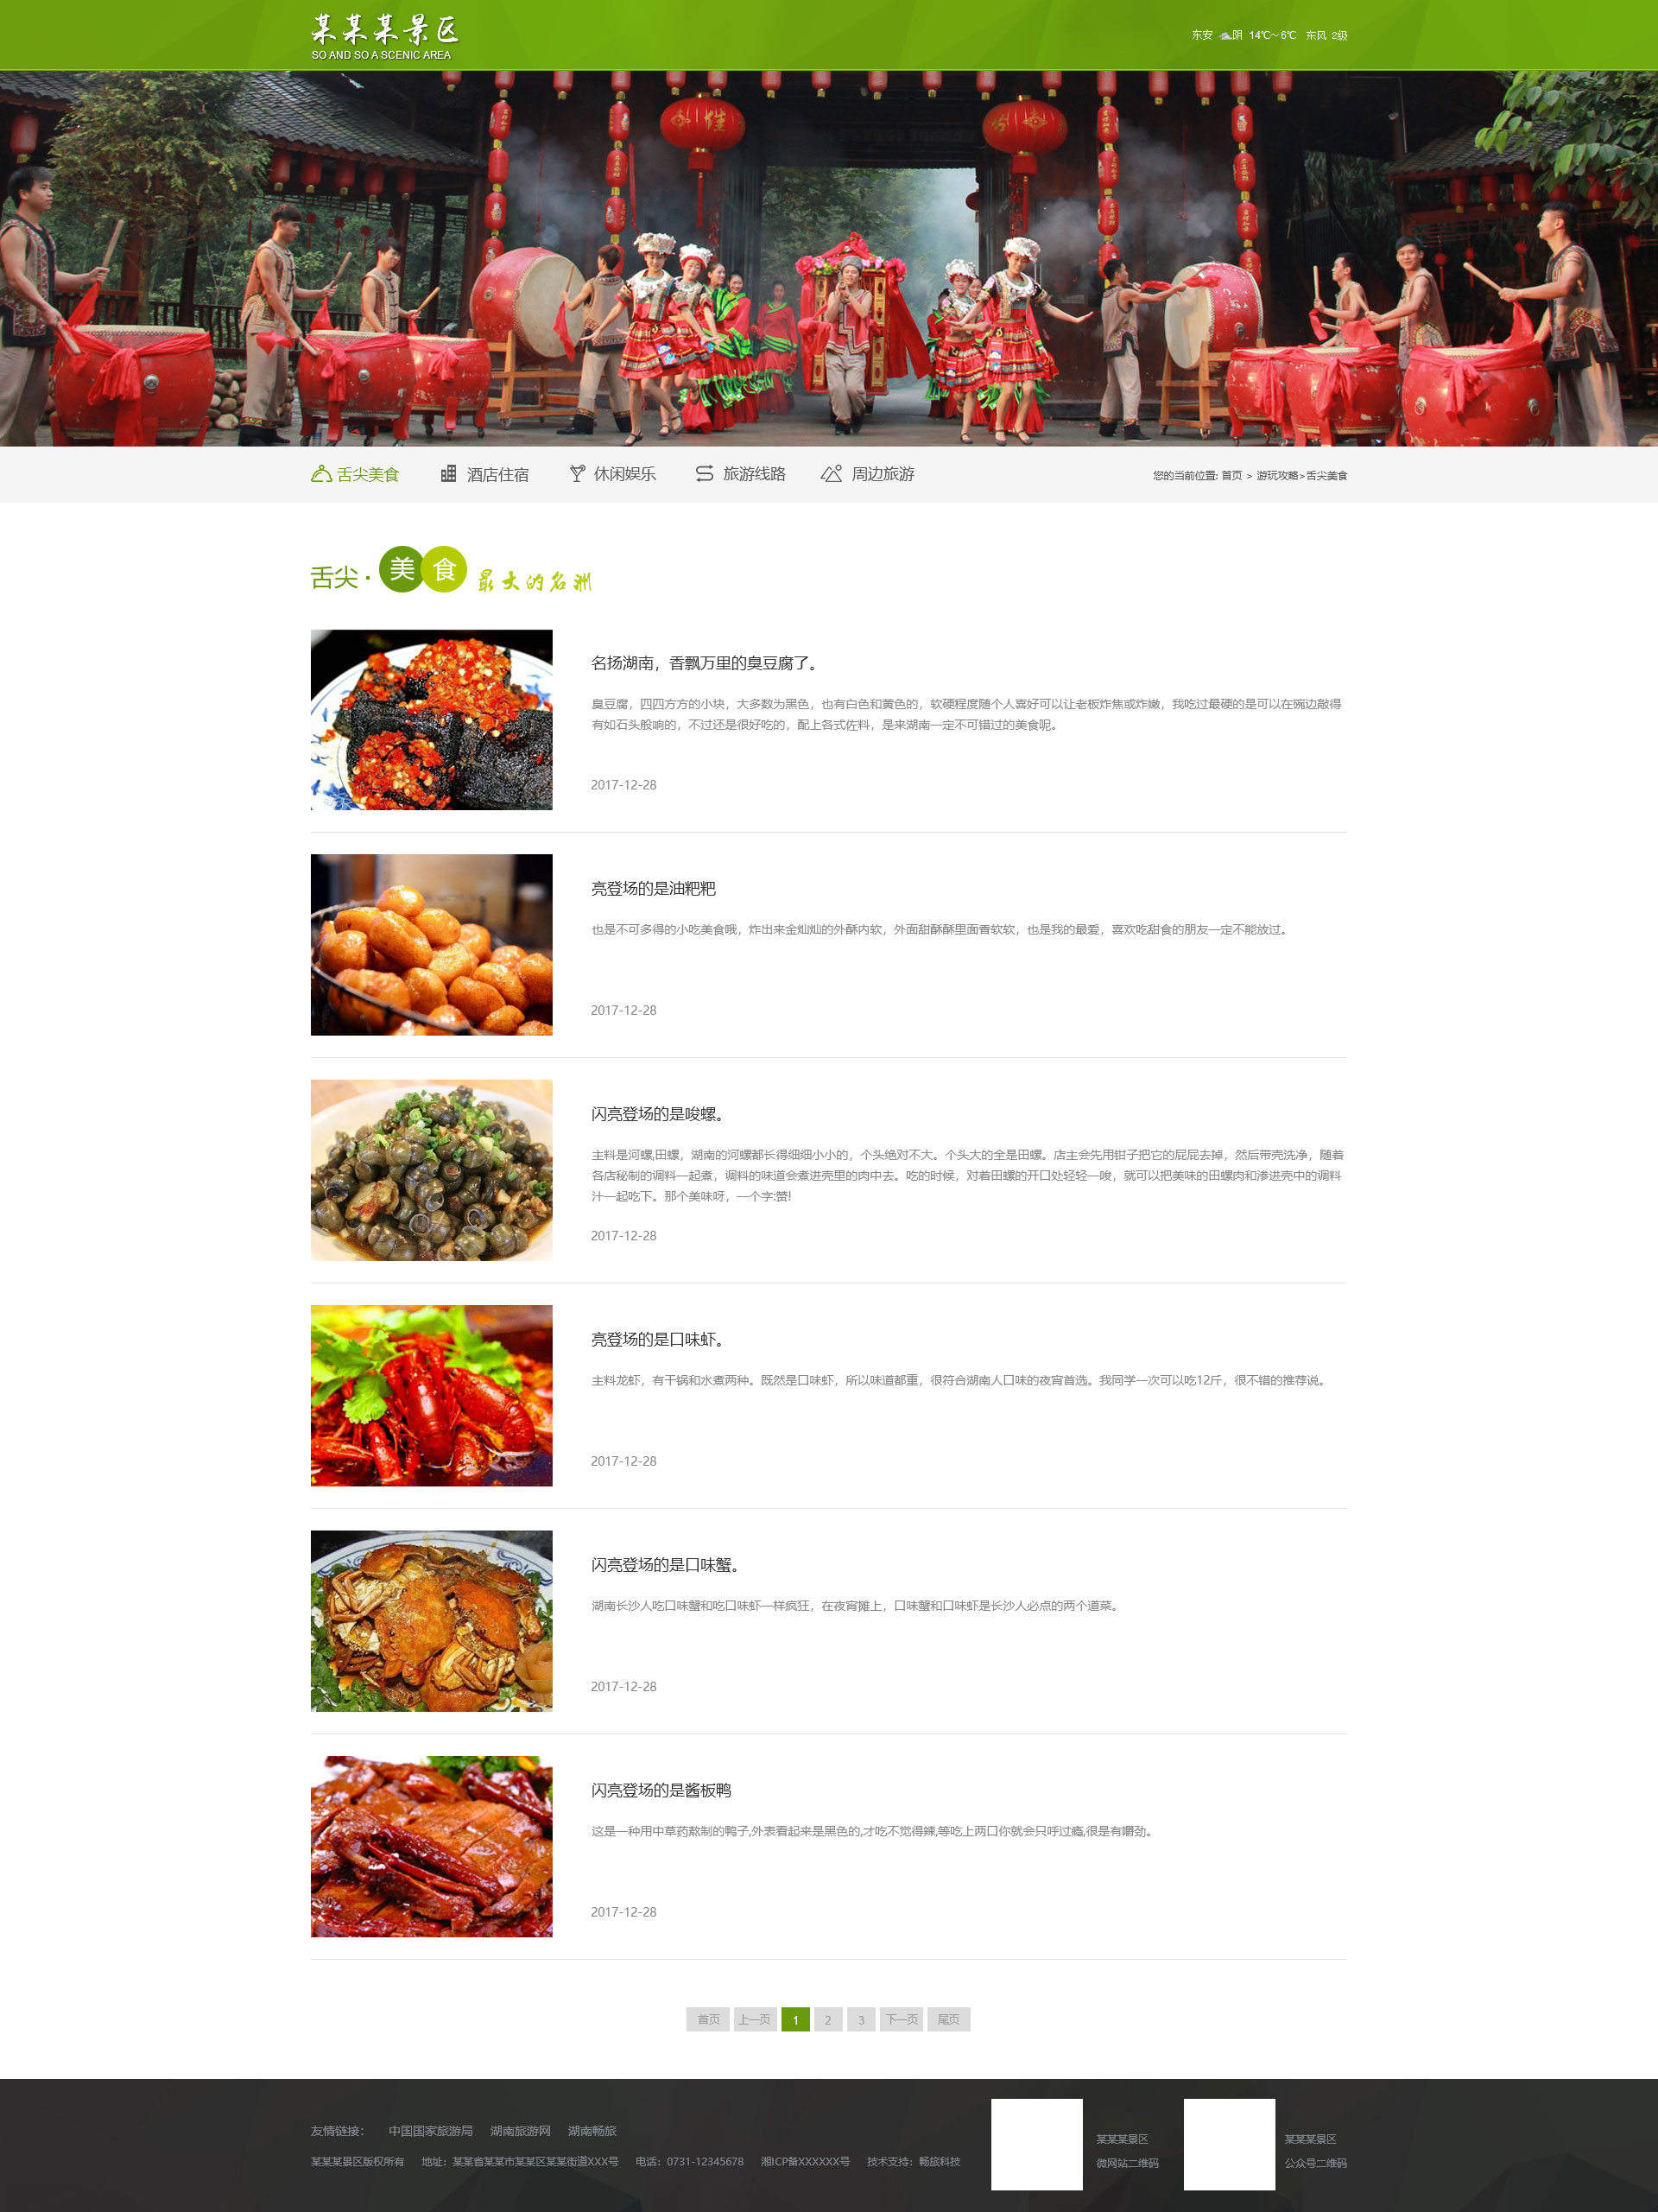 某某某景区
SO AND SO A SCENIC AREA
东安 阴 14℃~6℃ 东风 2级
舌尖美食 酒店住宿 休闲娱乐 旅游线路 周边旅游
您的当前位置: 首页 > 游玩攻略>舌尖美食
舌尖·美食 最大的名洲
名扬湖南，香飘万里的臭豆腐了。
臭豆腐，四四方方的小块，大多数为黑色，也有白色和黄色的，软硬程度随个人喜好可以让老板炸焦或炸嫩，我吃过最硬的是可以在碗边敲得
有如石头般响的，不过还是很好吃的，配上各式佐料，是来湖南一定不可错过的美食呢。
2017-12-28
亮登场的是油粑粑
也是不可多得的小吃美食哦，炸出来金灿灿的外酥内软，外面甜酥酥里面香软软，也是我的最爱，喜欢吃甜食的朋友一定不能放过。
2017-12-28
闪亮登场的是唆螺。
主料是河螺,田螺，湖南的河螺都长得细细小小的，个头绝对不大。个头大的全是田螺。店主会先用钳子把它的屁屁去掉，然后带壳洗净，随着
各店秘制的调料一起煮，调料的味道会煮进壳里的肉中去。吃的时候，对着田螺的开口处轻轻一唆，就可以把美味的田螺肉和渗进壳中的调料
汁一起吃下。那个美味呀，一个字:赞!
2017-12-28
亮登场的是口味虾。
主料龙虾，有干锅和水煮两种。既然是口味虾，所以味道都重，很符合湖南人口味的夜宵首选。我同学一次可以吃12斤，很不错的推荐说。
2017-12-28
闪亮登场的是口味蟹。
湖南长沙人吃口味蟹和吃口味虾一样疯狂，在夜宵摊上，口味蟹和口味虾是长沙人必点的两个道菜。
2017-12-28
闪亮登场的是酱板鸭
这是一种用中草药熬制的鸭子,外表看起来是黑色的,才吃不觉得辣,等吃上两口你就会只呼过瘾,很是有嚼劲。
2017-12-28
首页 上一页 1 2 3 下一页 尾页
友情链接： 中国国家旅游局 湖南旅游网 湖南畅旅
某某某景区版权所有 地址：某某省某某市某某区某某街道XXX号 电话：0731-12345678 湘ICP备XXXXXX号 技术支持：畅旅科技
某某某景区
微网站二维码
某某某景区
公众号二维码